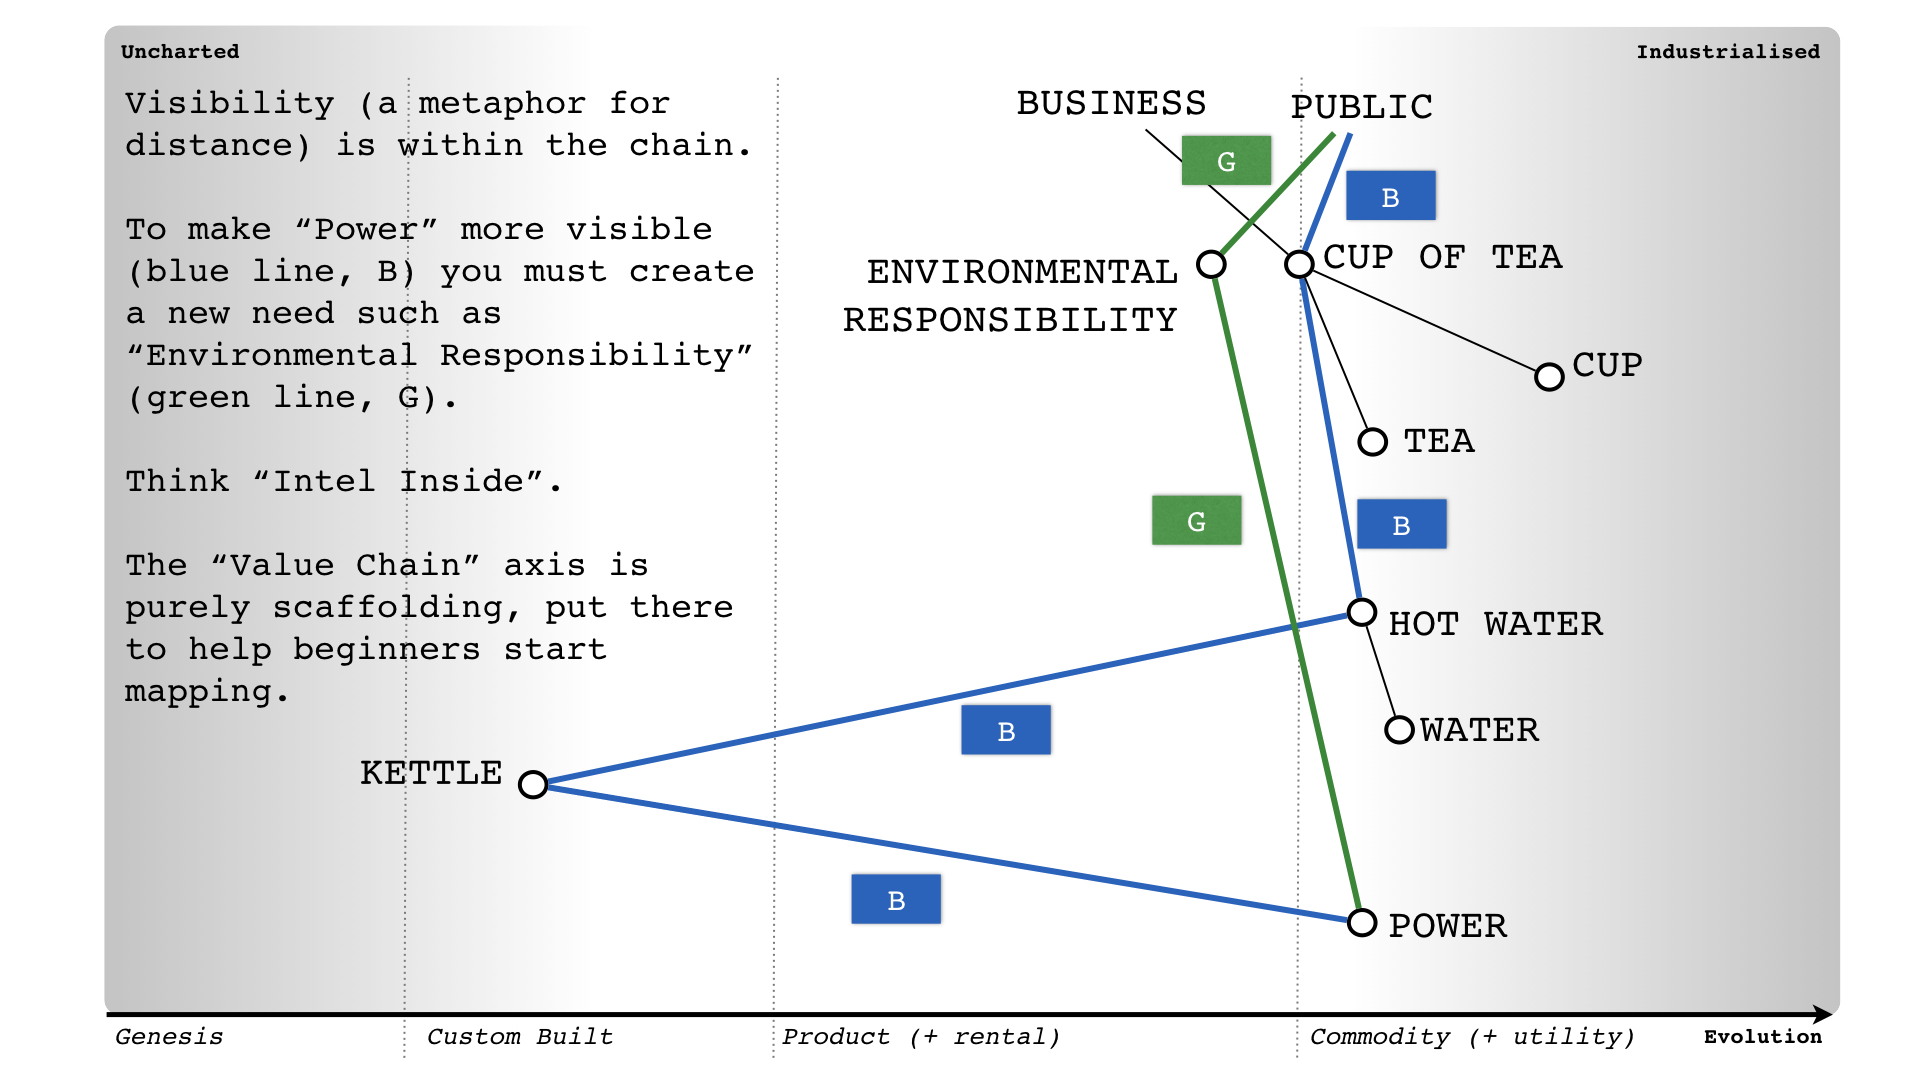 Uncharted
Industrialised
Visibility (a metaphor for
distance) is within the chain.
To make “Power” more visible
(blue line, B) you must create
a new need such as
“Environmental Responsibility”
(green line, G).
Think “Intel Inside”.
The “Value Chain” axis is
purely scaffolding, put there
to help beginners start
mapping.
BUSINESS
PUBLIC
G
B
ENVIRONMENTAL
RESPONSIBILITY
CUP OF TEA
CUP
TEA
G
B
HOT WATER
B
WATER
KETTLE
B
POWER
Genesis
Custom Built
Product (+ rental)
Commodity (+ utility)
Evolution